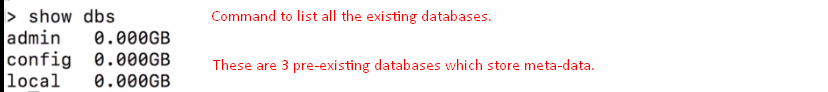 > show dbs Command to list all the existing databases.
admin 0.000GB
config 0.000GB These are 3 pre-existing databases which store meta-data.
local 0.000GB